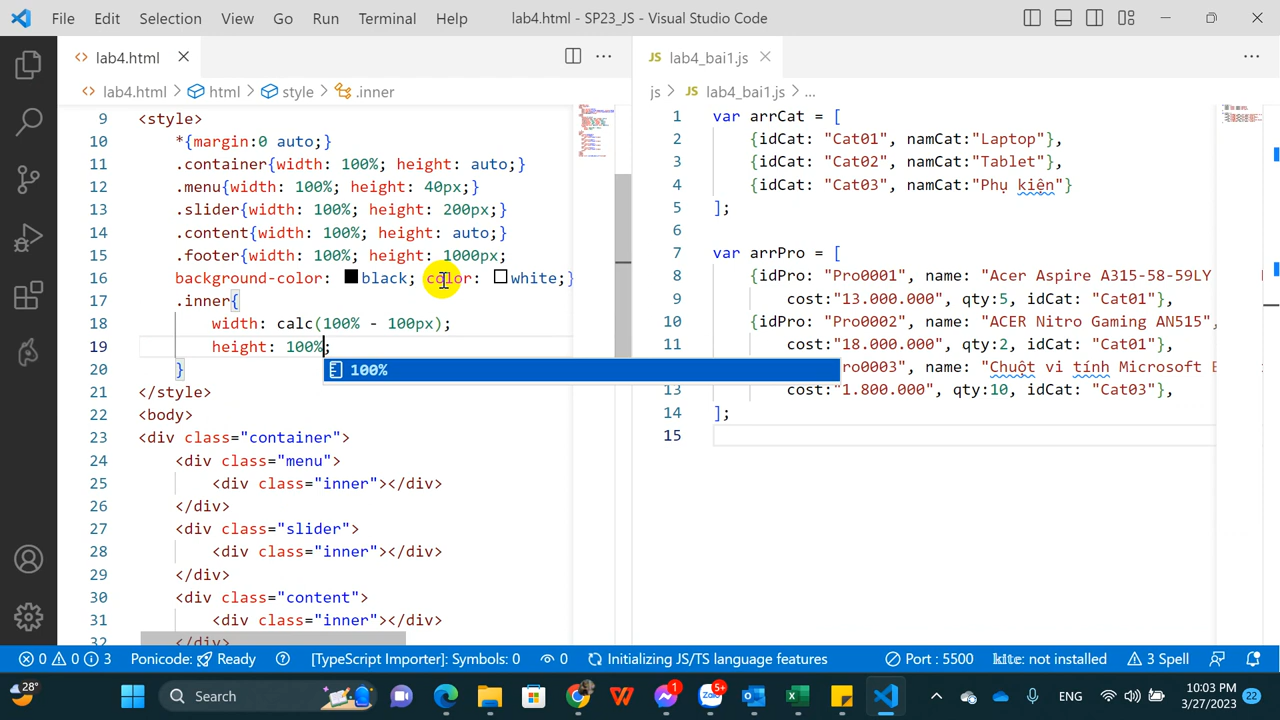 File Edit Selection View Go Run Terminal Help lab4.html - SP23_JS - Visual Studio Code
<> lab4.html
<> lab4.html > html > style > .inner
9 <style>
10 *{margin:0 auto;}
11 .container{width: 100%; height: auto;}
12 .menu{width: 100%; height: 40px;}
13 .slider{width: 100%; height: 200px;}
14 .content{width: 100%; height: auto;}
15 .footer{width: 100%; height: 1000px;
16 background-color: black; color: white;}
17 .inner{
18 width: calc(100% - 100px);
19 height: 100%;
100%
20 }
21 </style>
22 <body>
23 <div class="container">
24 <div class="menu">
25 <div class="inner"></div>
26 </div>
27 <div class="slider">
28 <div class="inner"></div>
29 </div>
30 <div class="content">
31 <div class="inner"></div>
32 </div>
JS lab4_bai1.js
js > JS lab4_bai1.js > ...
1 var arrCat = [
2 {idCat: "Cat01", namCat:"Laptop"},
3 {idCat: "Cat02", namCat:"Tablet"},
4 {idCat: "Cat03", namCat:"Phụ kiện"}
5 ];
6
7 var arrPro = [
8 {idPro: "Pro0001", name: "Acer Aspire A315-58-59LY
9 cost:"13.000.000", qty:5, idCat: "Cat01"},
10 {idPro: "Pro0002", name: "ACER Nitro Gaming AN515",
11 cost:"18.000.000", qty:2, idCat: "Cat01"},
ro0003", name: "Chuột vi tính Microsoft
13 cost:"1.800.000", qty:10, idCat: "Cat03"},
14 ];
15
0 0 3 Ponicode: Ready [TypeScript Importer]: Symbols: 0 0 Initializing JS/TS language features Port : 5500 kite: not installed 3 Spell
28° Search 1 5+ ENG 10:03 PM 3/27/2023 22